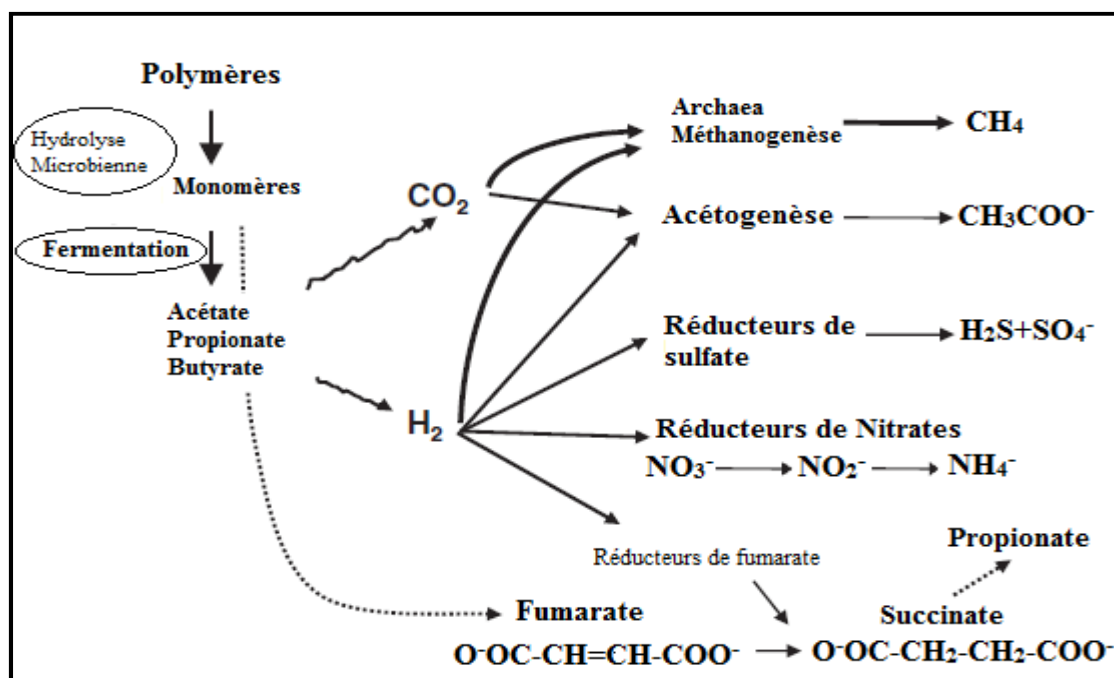 Polymères
Hydrolyse
Microbienne
Monomères
Fermentation
Acétate
Propionate
Butyrate
CO₂
H₂
Archaea
Méthanogenèse
CH₄
Acétogenèse
CH₃COO⁻
Réducteurs de
sulfate
H₂S+SO₄⁻
Réducteurs de Nitrates
NO₃⁻ NO₂⁻ NH₄⁻
Réducteurs de fumarate
Propionate
Fumarate
Succinate
O⁻OC-CH=CH-COO⁻
O⁻OC-CH₂-CH₂-COO⁻